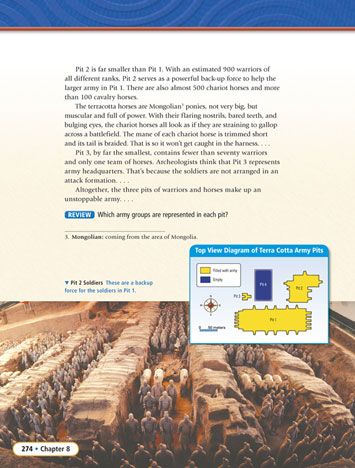 Pit 2 is far smaller than Pit 1. With an estimated 900 warriors of
all different ranks, Pit 2 serves as a powerful back-up force to help the
larger army in Pit 1. There are also almost 500 chariot horses and more
than 100 cavalry horses.
The terracotta horses are Mongolian³ ponies, not very big, but
muscular and full of power. With their flaring nostrils, bared teeth, and
bulging eyes, the chariot horses all look as if they are straining to gallop
across a battlefield. The mane of each chariot horse is trimmed short
and its tail is braided. That is so it won't get caught in the harness. . . .
Pit 3, by far the smallest, contains fewer than seventy warriors
and only one team of horses. Archeologists think that Pit 3 represents
army headquarters. That's because the soldiers are not arranged in an
attack formation. . . .
Altogether, the three pits of warriors and horses make up an
unstoppable army. . . .
REVIEW Which army groups are represented in each pit?
3. Mongolian: coming from the area of Mongolia.
Top View Diagram of Terra Cotta Army Pits
Filled with army
Empty
Pit 4
Pit 2
Pit 3
Pit 1
0 50 meters
▼ Pit 2 Soldiers These are a backup
force for the soldiers in Pit 1.
274 • Chapter 8